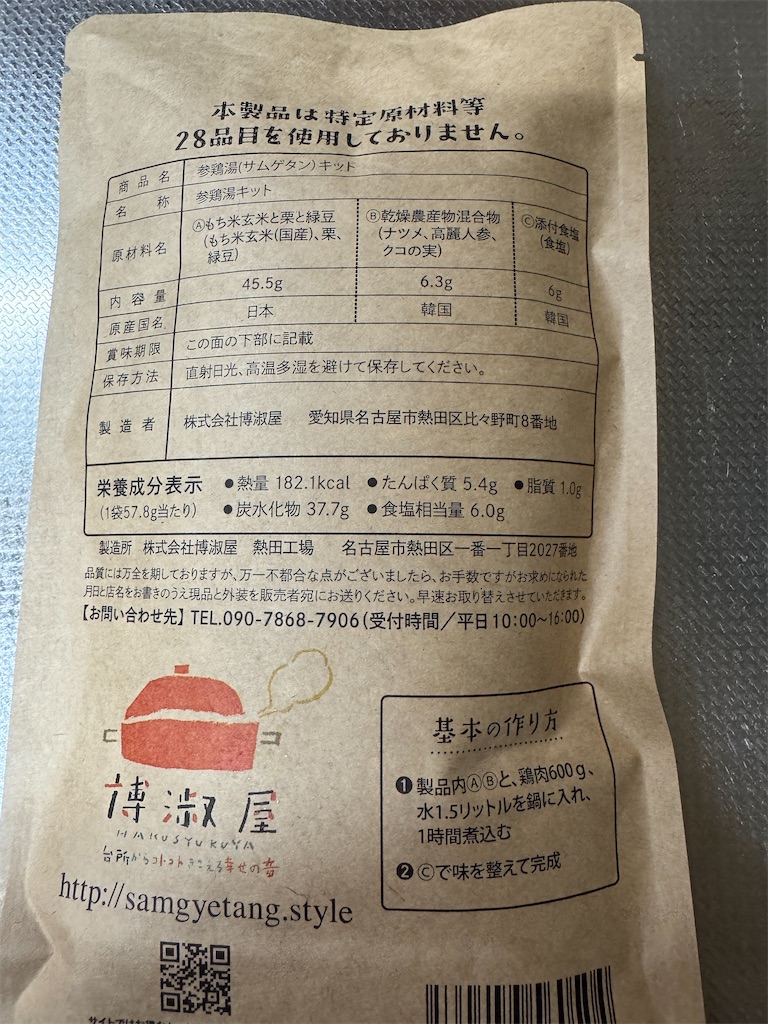 本製品は特定原材料等
28品目を使用しておりません。
商品名 参鶏湯(サムゲタン)キット
名称 参鶏湯キット
原材料名 Ⓐもち米玄米と栗と緑豆 (もち米玄米(国産)、栗、緑豆) Ⓑ乾燥農産物混合物 (ナツメ、高麗人参、クコの実) Ⓒ添付食塩 (食塩)
内容量 45.5g 6.3g 6g
原産国名 日本 韓国 韓国
賞味期限 この面の下部に記載
保存方法 直射日光、高温多湿を避けて保存してください。
製造者 株式会社博淑屋 愛知県名古屋市熱田区比々野町8番地
栄養成分表示 ●熱量 182.1kcal ●たんぱく質 5.4g ●脂質 1.0g
(1袋57.8g当たり) ●炭水化物 37.7g ●食塩相当量 6.0g
製造所 株式会社博淑屋 熱田工場 名古屋市熱田区一番一丁目2027番地
品質には万全を期しておりますが、万一不都合な点がございましたら、お手数ですがお求めになられた
月日と店名をお書きのうえ現品と外装を販売者宛にお送りください。早速お取り替えさせていただきます。
【お問い合わせ先】TEL.090-7868-7906(受付時間/平日10:00~16:00)
博淑屋
HAKUSYUKUYA
台所からコトコトきこえる幸せの音
http://samgyetang.style
基本の作り方
❶製品内ⒶⒷと、鶏肉600g、
水1.5リットルを鍋に入れ、
1時間煮込む
❷Ⓒで味を整えて完成